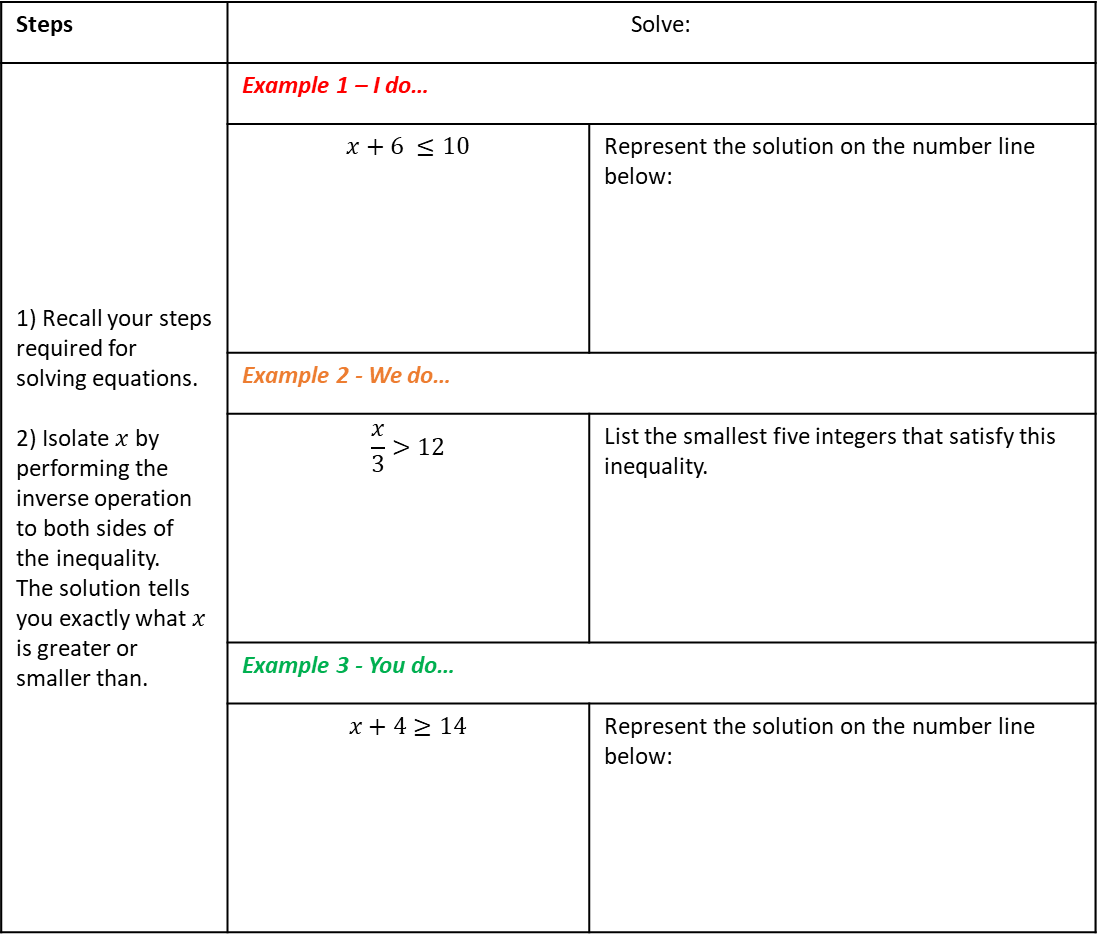 Steps
Solve:
1) Recall your steps
required for
solving equations.
2) Isolate 𝑥 by
performing the
inverse operation
to both sides of
the inequality.
The solution tells
you exactly what 𝑥
is greater or
smaller than.
Example 1 – I do...
𝑥 + 6 ≤ 10
Represent the solution on the number line
below:
Example 2 - We do...
𝑥/3 > 12
List the smallest five integers that satisfy this
inequality.
Example 3 - You do...
𝑥 + 4 ≥ 14
Represent the solution on the number line
below: